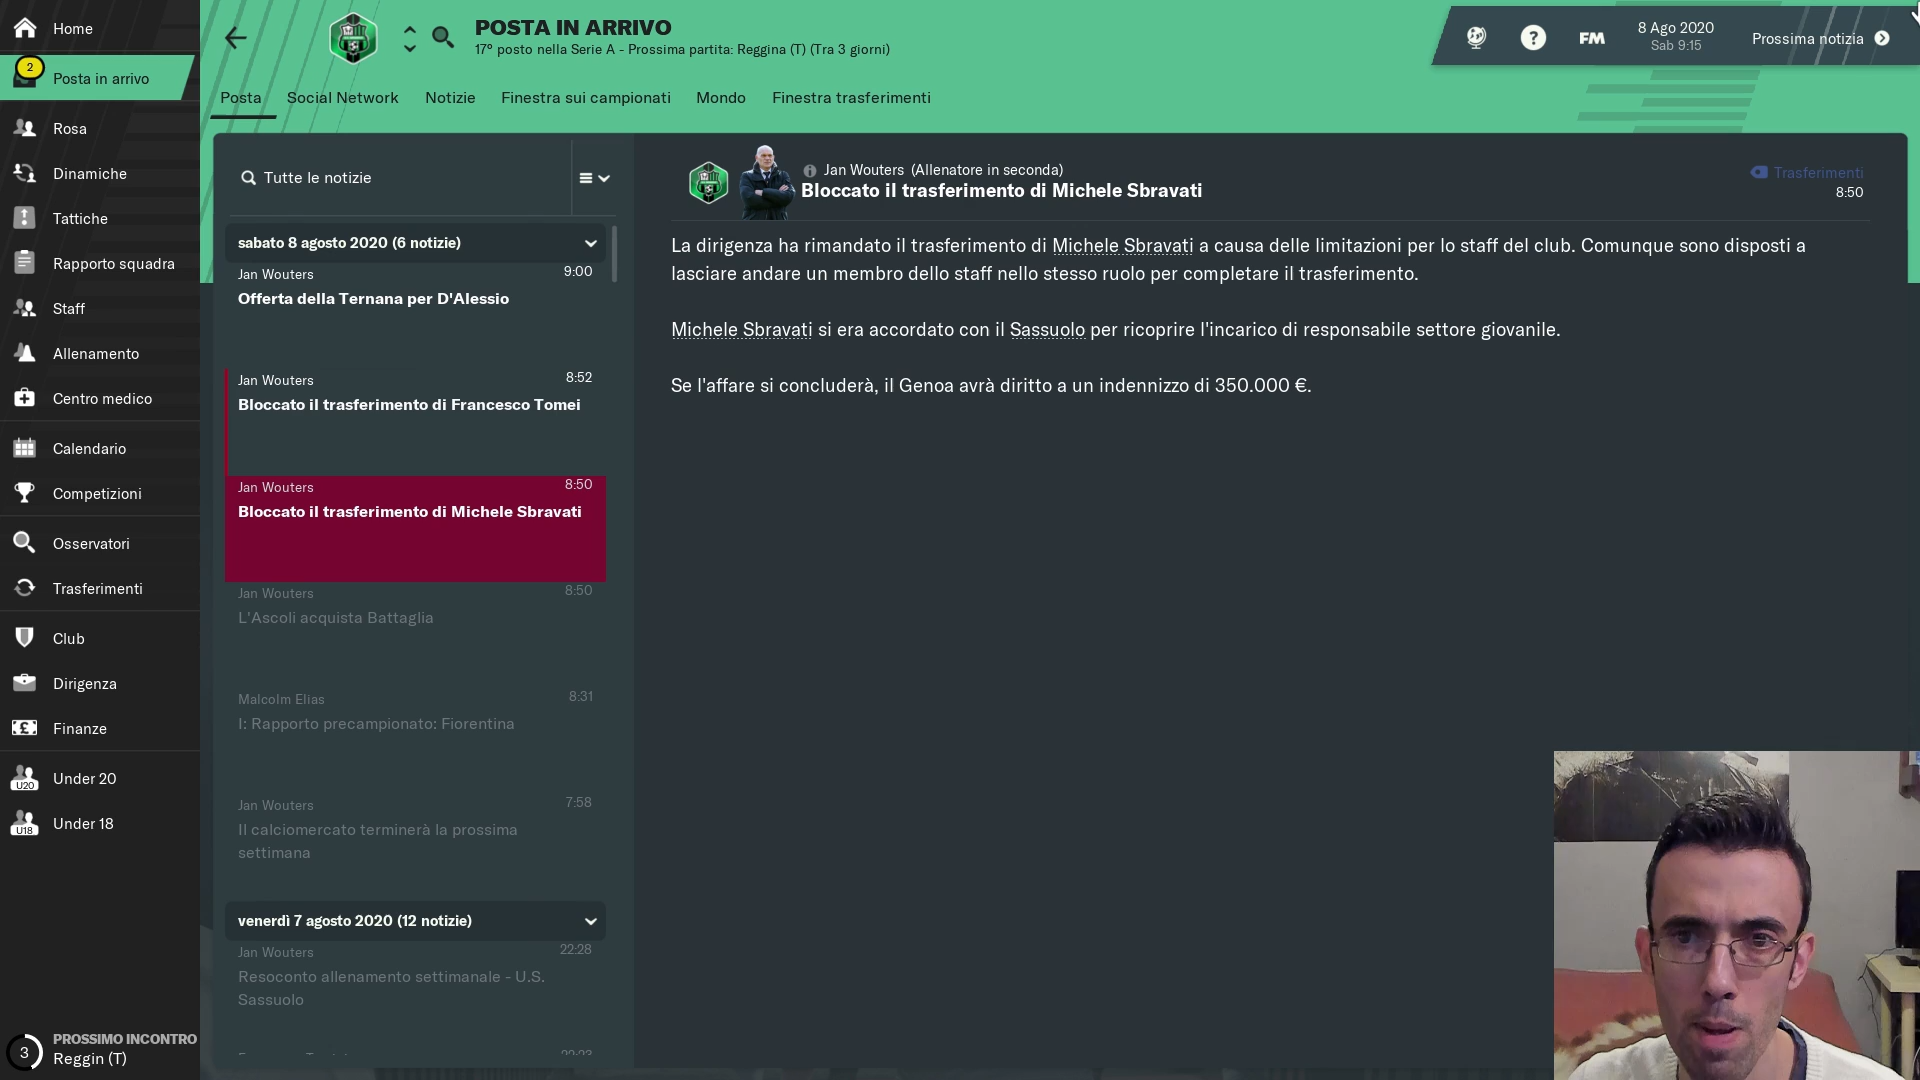 Home
2
Posta in arrivo
Rosa
Dinamiche
Tattiche
Rapporto squadra
Staff
Allenamento
Centro medico
Calendario
Competizioni
Osservatori
Trasferimenti
Club
Dirigenza
Finanze
U20
Under 20
U18
Under 18
3
PROSSIMO INCONTRO
Reggin (T)
POSTA IN ARRIVO
17° posto nella Serie A - Prossima partita: Reggina (T) (Tra 3 giorni)
FM
8 Ago 2020
Sab 9:15
Prossima notizia
Posta Social Network Notizie Finestra sui campionati Mondo Finestra trasferimenti
Tutte le notizie
sabato 8 agosto 2020 (6 notizie)
Jan Wouters 9:00
Offerta della Ternana per D'Alessio
Jan Wouters 8:52
Bloccato il trasferimento di Francesco Tomei
Jan Wouters 8:50
Bloccato il trasferimento di Michele Sbravati
Jan Wouters 8:50
L'Ascoli acquista Battaglia
Malcolm Elias 8:31
I: Rapporto precampionato: Fiorentina
Jan Wouters 7:58
Il calciomercato terminerà la prossima
settimana
venerdì 7 agosto 2020 (12 notizie)
Jan Wouters 22:28
Resoconto allenamento settimanale - U.S.
Sassuolo
Jan Wouters (Allenatore in seconda)
Bloccato il trasferimento di Michele Sbravati
Trasferimenti
8:50
La dirigenza ha rimandato il trasferimento di Michele Sbravati a causa delle limitazioni per lo staff del club. Comunque sono disposti a
lasciare andare un membro dello staff nello stesso ruolo per completare il trasferimento.
Michele Sbravati si era accordato con il Sassuolo per ricoprire l'incarico di responsabile settore giovanile.
Se l'affare si concluderà, il Genoa avrà diritto a un indennizzo di 350.000 €.